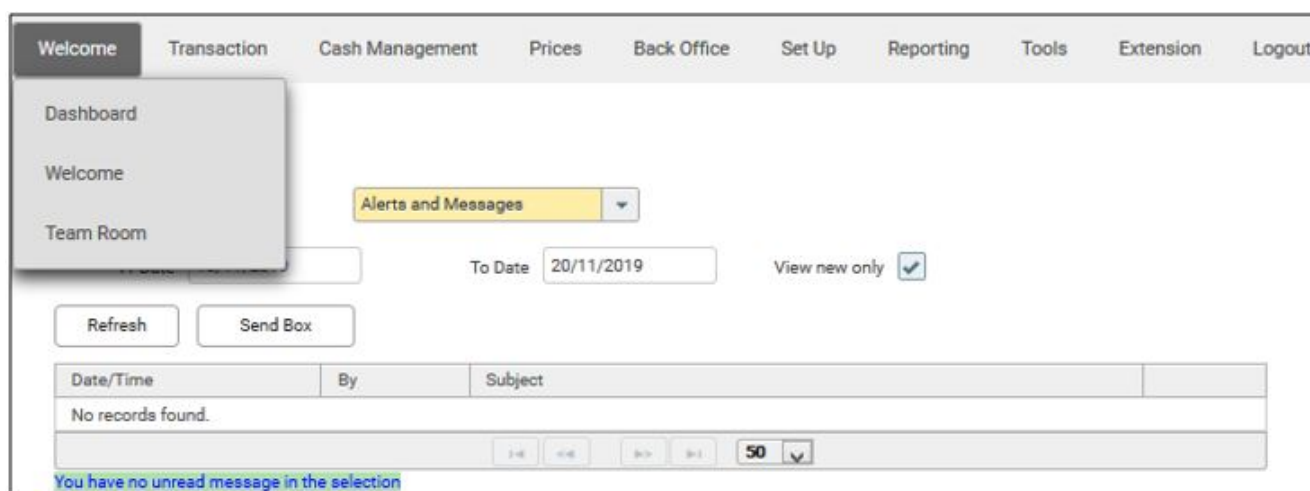 Welcome Transaction Cash Management Prices Back Office Set Up Reporting Tools Extension Logout
Dashboard
Welcome
Team Room
Alerts and Messages
To Date 20/11/2019 View new only
Refresh Send Box
Date/Time By Subject
No records found.
50
You have no unread message in the selection